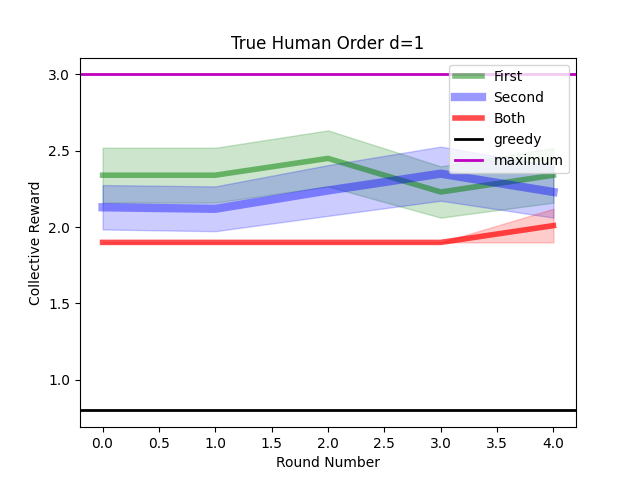 True Human Order d=1
3.0
2.5
2.0
1.5
1.0
Collective Reward
First
Second
Both
greedy
maximum
0.0 0.5 1.0 1.5 2.0 2.5 3.0 3.5 4.0
Round Number